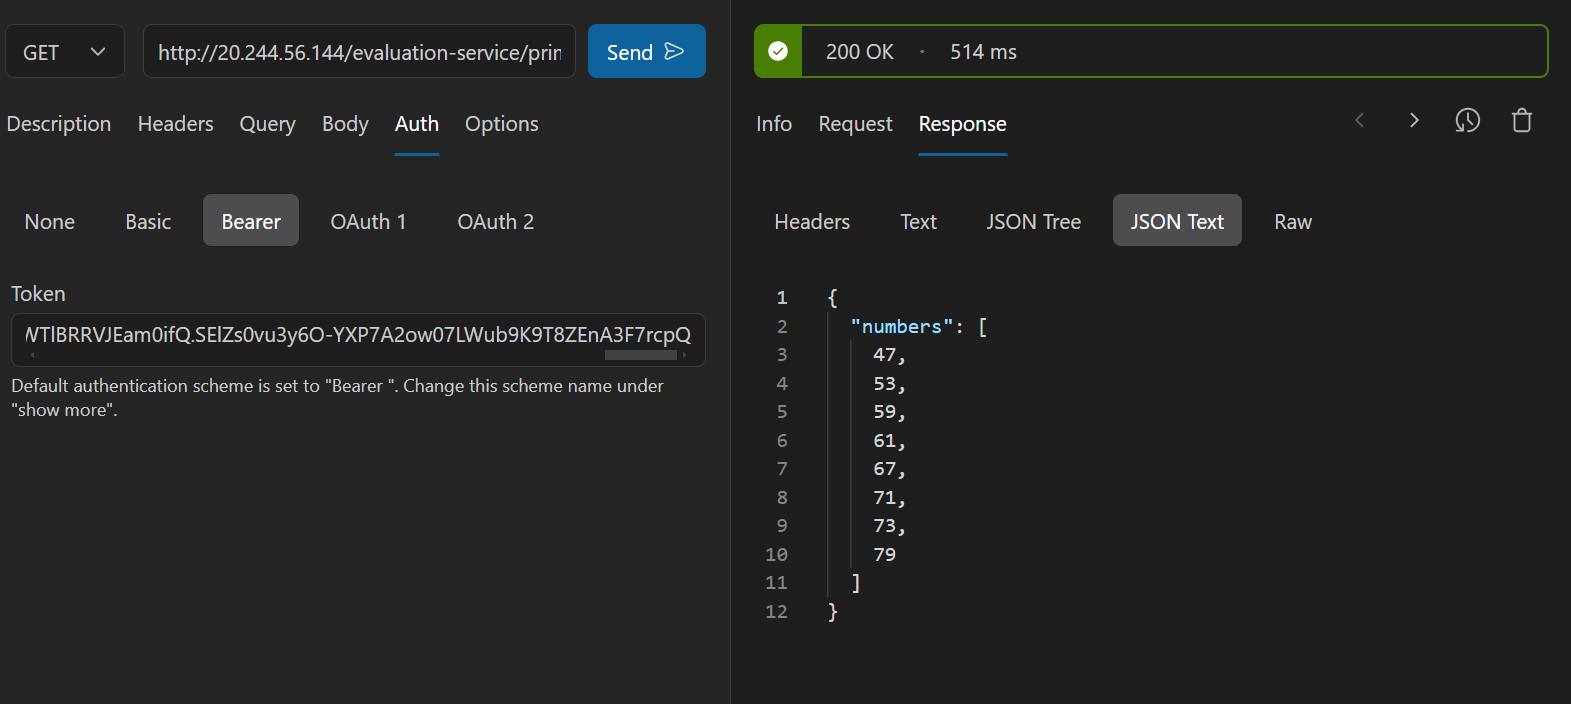 GET
http://20.244.56.144/evaluation-service/prin
Send
Description Headers Query Body Auth Options
None Basic Bearer OAuth 1 OAuth 2
Token
WTlBRRVJEam0ifQ.SElZs0vu3y6O-YXP7A2ow07LWub9K9T8ZEnA3F7rcpQ
Default authentication scheme is set to "Bearer ". Change this scheme name under
"show more".
200 OK · 514 ms
Info Request Response
Headers Text JSON Tree JSON Text Raw
1 {
2 "numbers": [
3 47,
4 53,
5 59,
6 61,
7 67,
8 71,
9 73,
10 79
11 ]
12 }